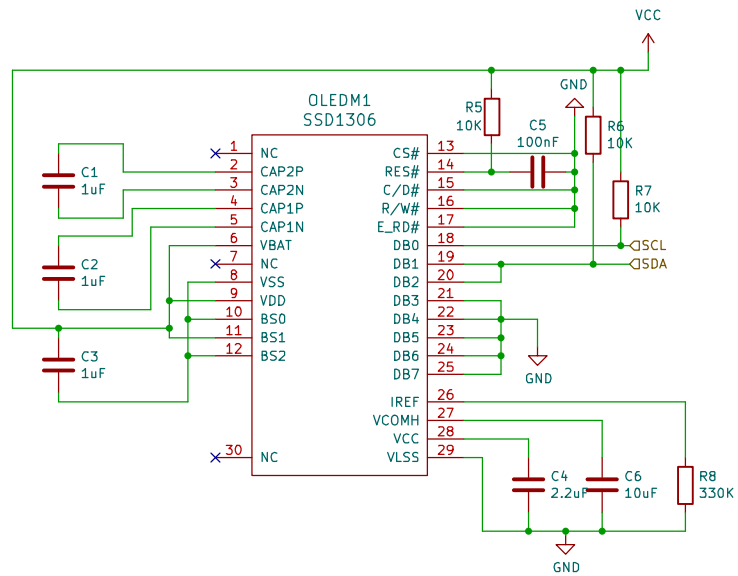 VCC
GND
OLEDM1
SSD1306
R5
10K
C5
100nF
R6
10K
1 NC
2 CAP2P
3 CAP2N
4 CAP1P
5 CAP1N
6 VBAT
7 NC
8 VSS
9 VDD
10 BS0
11 BS1
12 BS2
30 NC
CS# 13
RES# 14
C/D# 15
R/W# 16
E_RD# 17
DB0 18
DB1 19
DB2 20
DB3 21
DB4 22
DB5 23
DB6 24
DB7 25
IREF 26
VCOMH 27
VCC 28
VLSS 29
C1
1uF
C2
1uF
C3
1uF
R7
10K
SCL
SDA
GND
C4
2.2uF
C6
10uF
R8
330K
GND